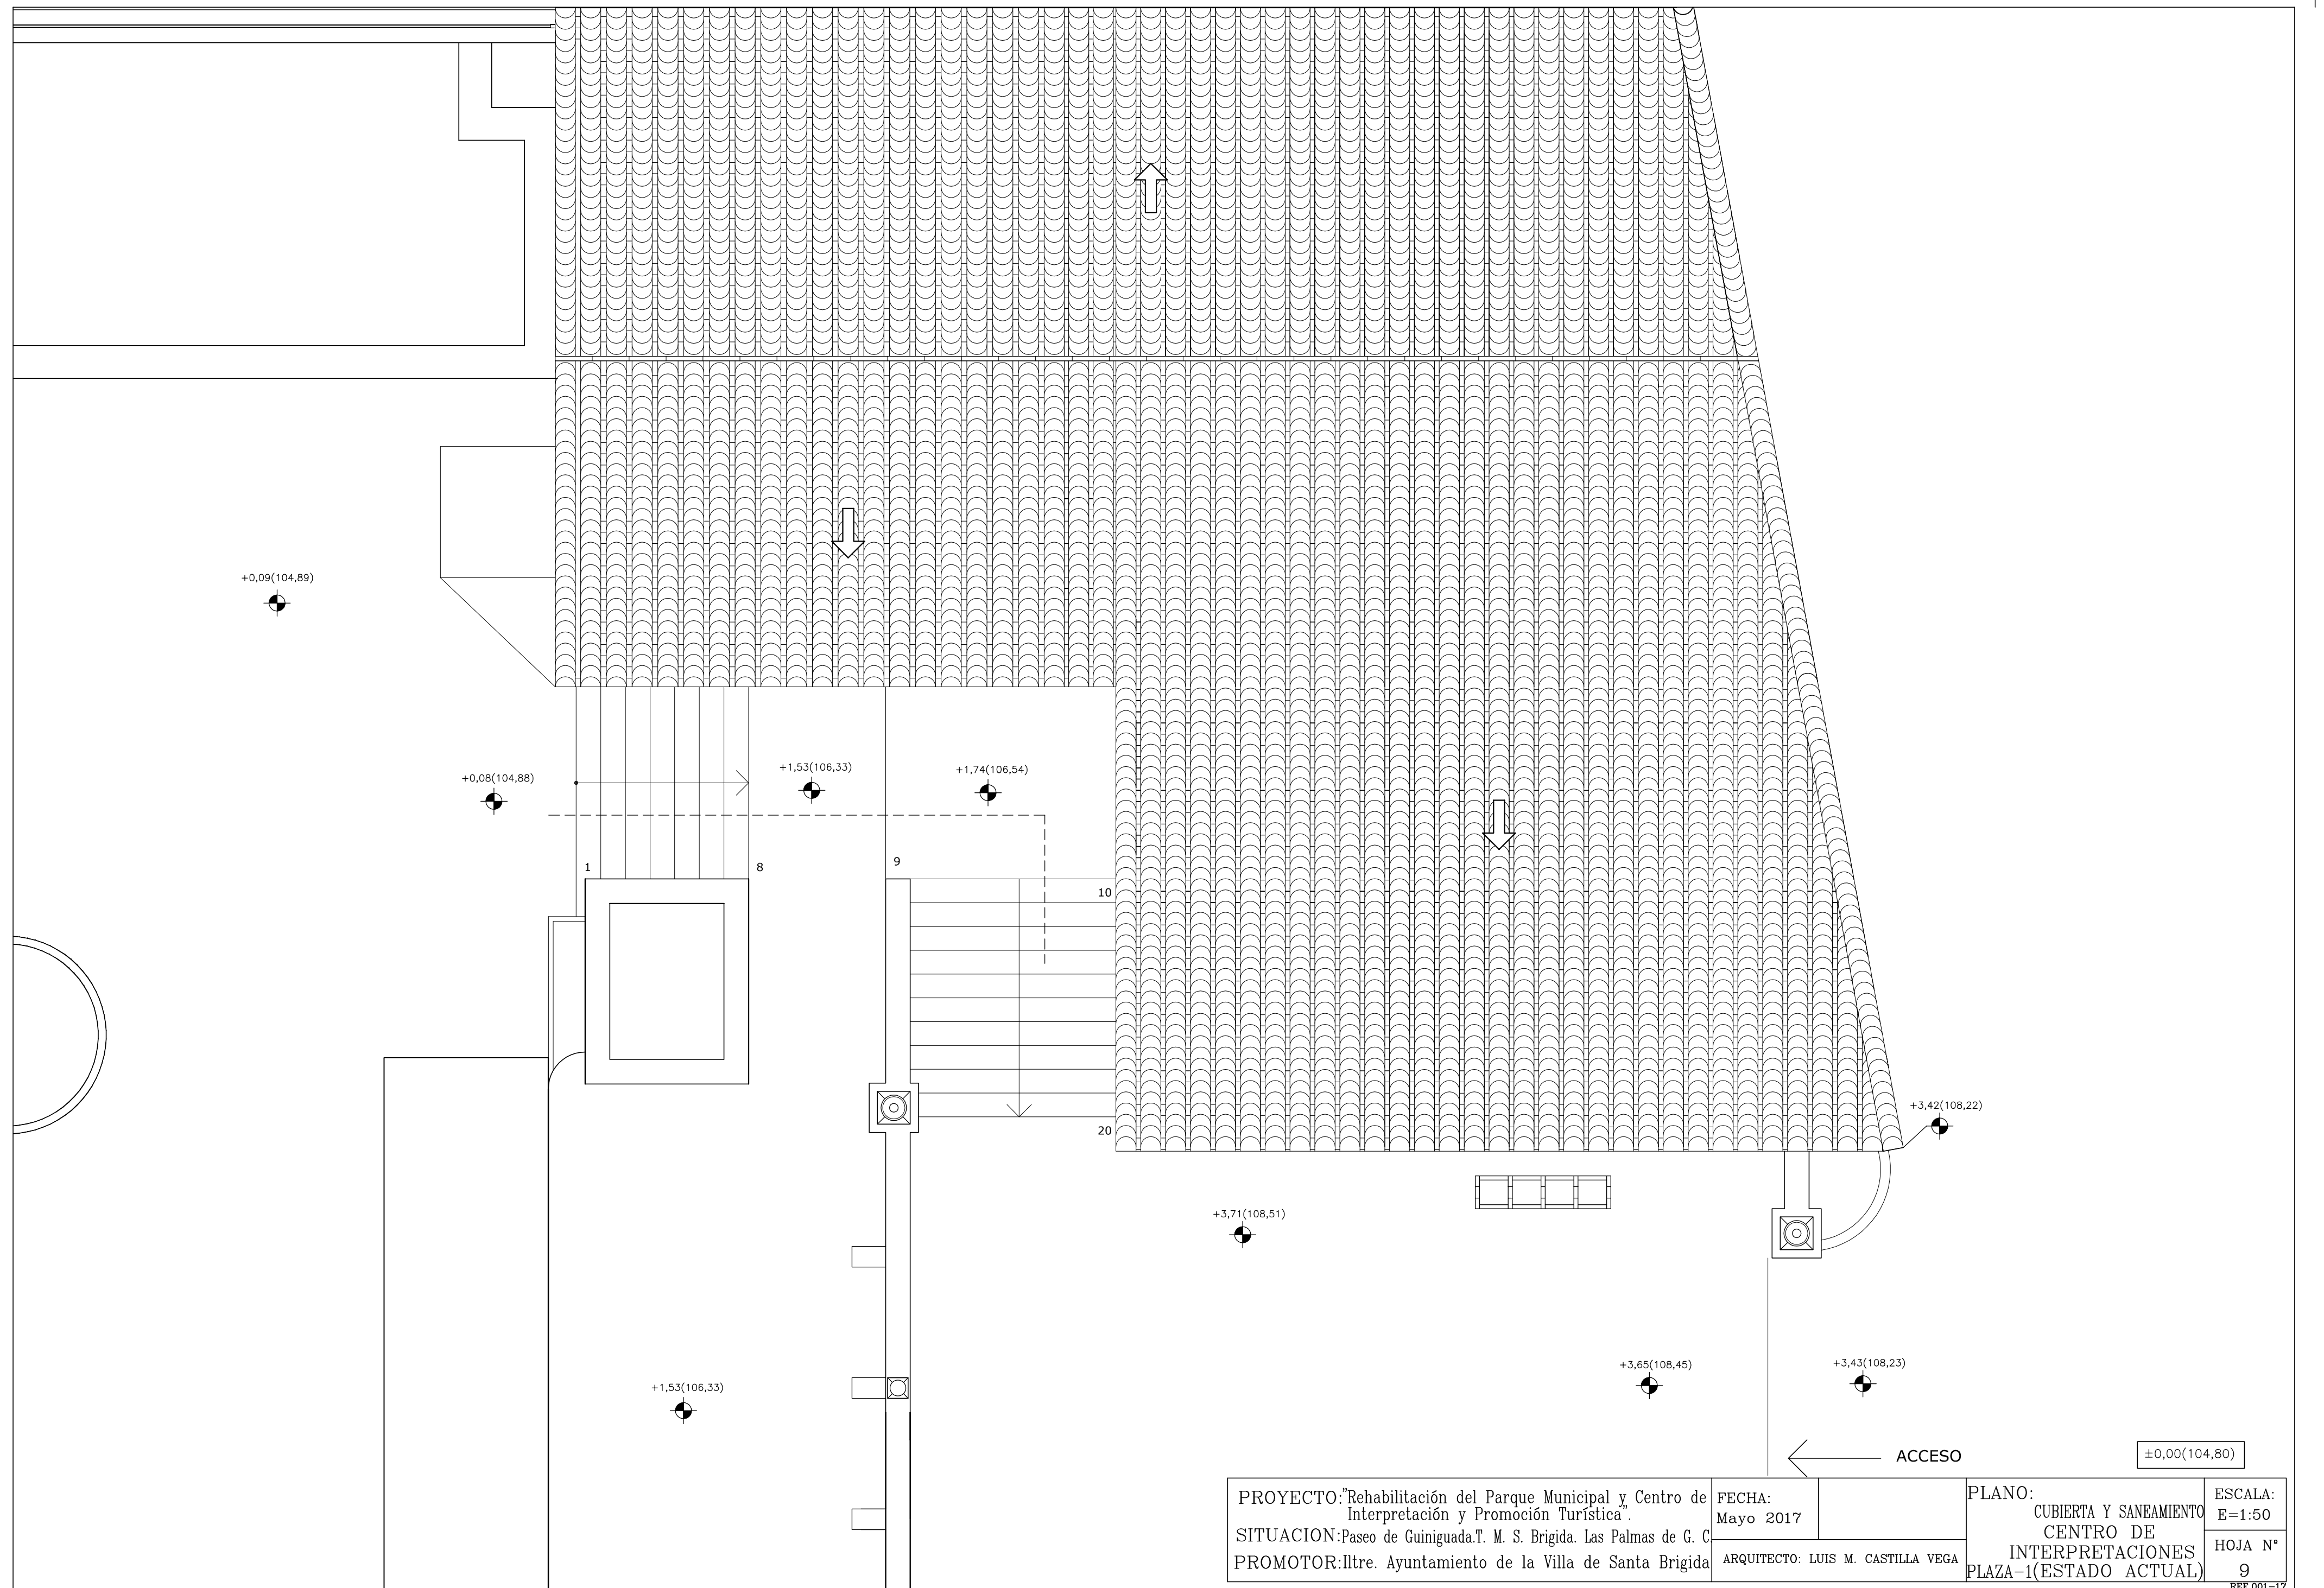 +0,09(104,89)
+0,08(104,88)
+1,53(106,33)
+1,74(106,54)
1
8
9
10
20
+3,42(108,22)
+3,71(108,51)
+3,65(108,45)
+3,43(108,23)
+1,53(106,33)
ACCESO
±0,00(104,80)
PROYECTO:"Rehabilitación del Parque Municipal y Centro de
Interpretación y Promoción Turística".
SITUACION:Paseo de Guiniguada.T. M. S. Brigida. Las Palmas de G. C
PROMOTOR:Iltre. Ayuntamiento de la Villa de Santa Brigida
FECHA:
Mayo 2017
ARQUITECTO: LUIS M. CASTILLA VEGA
PLANO:
CUBIERTA Y SANEAMIENTO
CENTRO DE
INTERPRETACIONES
PLAZA-1(ESTADO ACTUAL)
ESCALA:
E=1:50
HOJA Nº
9
REF.001-17